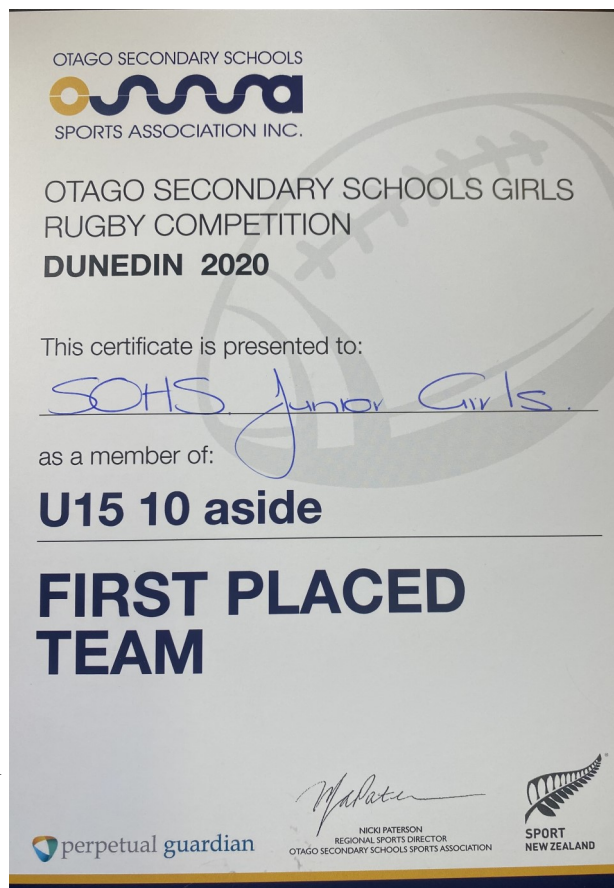 OTAGO SECONDARY SCHOOLS
ossa
SPORTS ASSOCIATION INC.
OTAGO SECONDARY SCHOOLS GIRLS
RUGBY COMPETITION
DUNEDIN 2020
This certificate is presented to:
SOHS. Junior Girls.
as a member of:
U15 10 aside
FIRST PLACED
TEAM
NICKI PATERSON
REGIONAL SPORTS DIRECTOR
OTAGO SECONDARY SCHOOLS SPORTS ASSOCIATION
perpetual guardian
SPORT
NEW ZEALAND